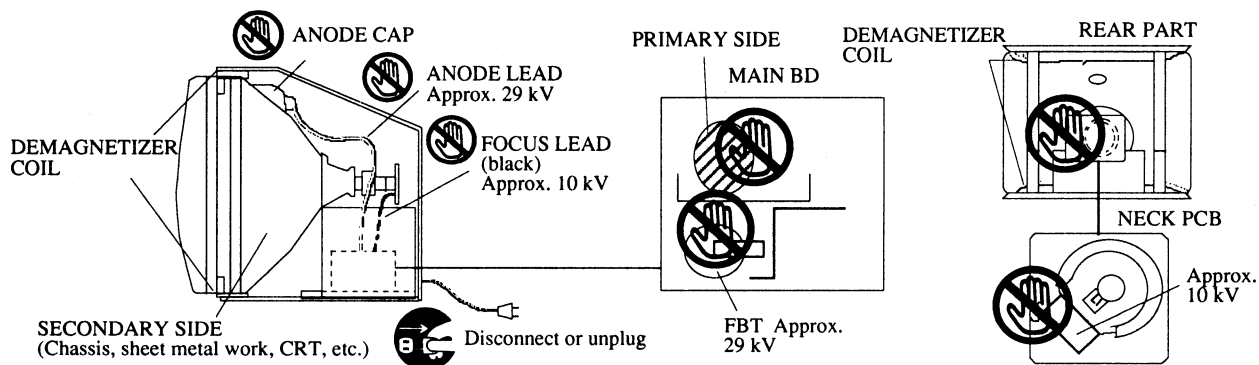 ANODE CAP
ANODE LEAD
Approx. 29 kV
FOCUS LEAD
(black)
Approx. 10 kV
DEMAGNETIZER
COIL
SECONDARY SIDE
(Chassis, sheet metal work, CRT, etc.)
Disconnect or unplug
PRIMARY SIDE
MAIN BD
FBT Approx.
29 kV
DEMAGNETIZER
COIL
REAR PART
NECK PCB
Approx.
10 kV